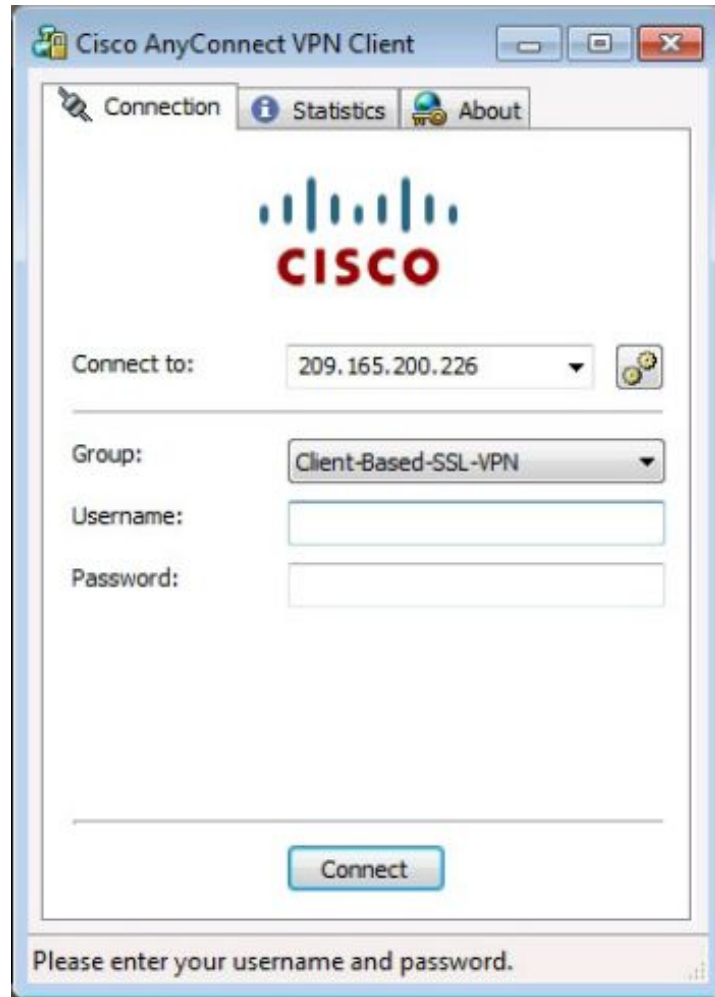 Cisco AnyConnect VPN Client
Connection Statistics About
CISCO
Connect to: 209.165.200.226
Group: Client-Based-SSL-VPN
Username:
Password:
Connect
Please enter your username and password.